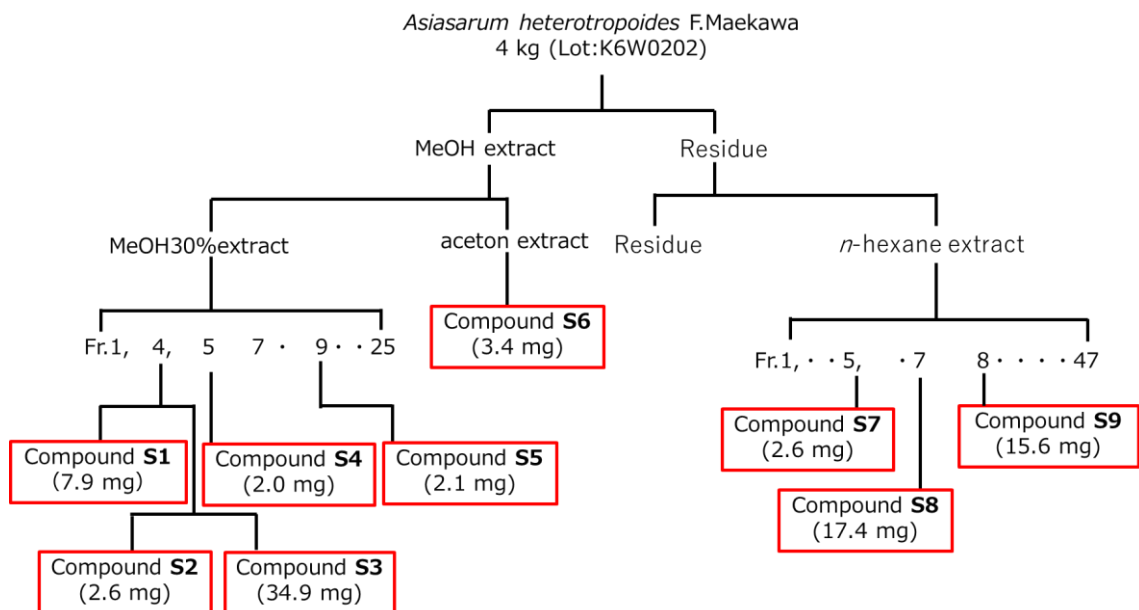 Asiasarum heterotropoides F.Maekawa
4 kg (Lot:K6W0202)
MeOH extract
Residue
MeOH30%extract
aceton extract
Residue
n-hexane extract
Compound S6
(3.4 mg)
Fr.1, 4, 5 7 · 9 · · 25
Fr.1, · · 5, · 7 8 · · · · 47
Compound S7
(2.6 mg)
Compound S9
(15.6 mg)
Compound S1
(7.9 mg)
Compound S4
(2.0 mg)
Compound S5
(2.1 mg)
Compound S8
(17.4 mg)
Compound S2
(2.6 mg)
Compound S3
(34.9 mg)